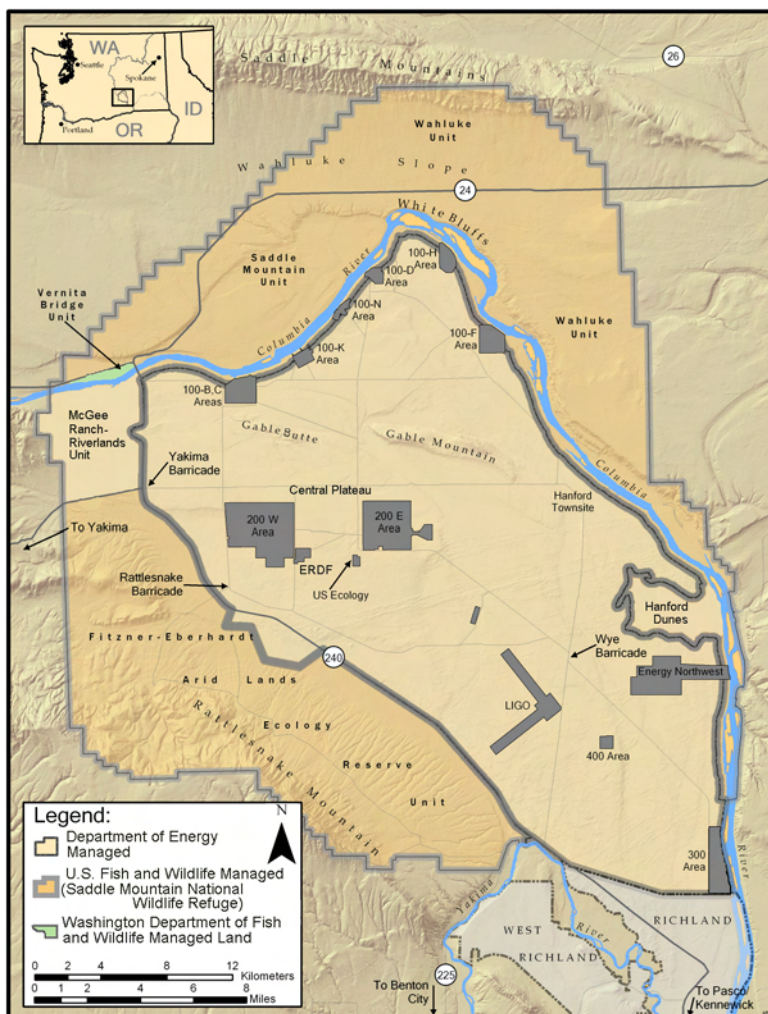 WA
Seattle
Spokane
ID
Portland
OR
Saddle Mountains
26
Wahluke
Unit
Wahluke Slope
24
White Bluffs
Saddle
Mountain
Unit
River
100-H
Area
100-D
Area
Vernita
Bridge
Unit
100-N
Area
Columbia
100-F
Area
Wahluke
Unit
100-K
Area
100-B,C
Areas
McGee
Ranch-
Riverlands
Unit
Gable Butte
Gable Mountain
Yakima
Barricade
Columbia
Central Plateau
Hanford
Townsite
200 W
Area
200 E
Area
To Yakima
ERDF
US Ecology
Rattlesnake
Barricade
Hanford
Dunes
Fitzner-Eberhardt
Arid Lands
Ecology
Reserve
Unit
240
Wye
Barricade
Energy Northwest
LIGO
Rattlesnake Mountain
400 Area
300
Area
River
Legend:
N
Department of Energy
Managed
U.S. Fish and Wildlife Managed
(Saddle Mountain National
Wildlife Refuge)
Washington Department of Fish
and Wildlife Managed Land
0 2 4 8 12
Kilometers
0 1 2 4 6 8
Miles
Yakima
River
WEST
RICHLAND
RICHLAND
225
To Benton
City
To Pasco/
Kennewick